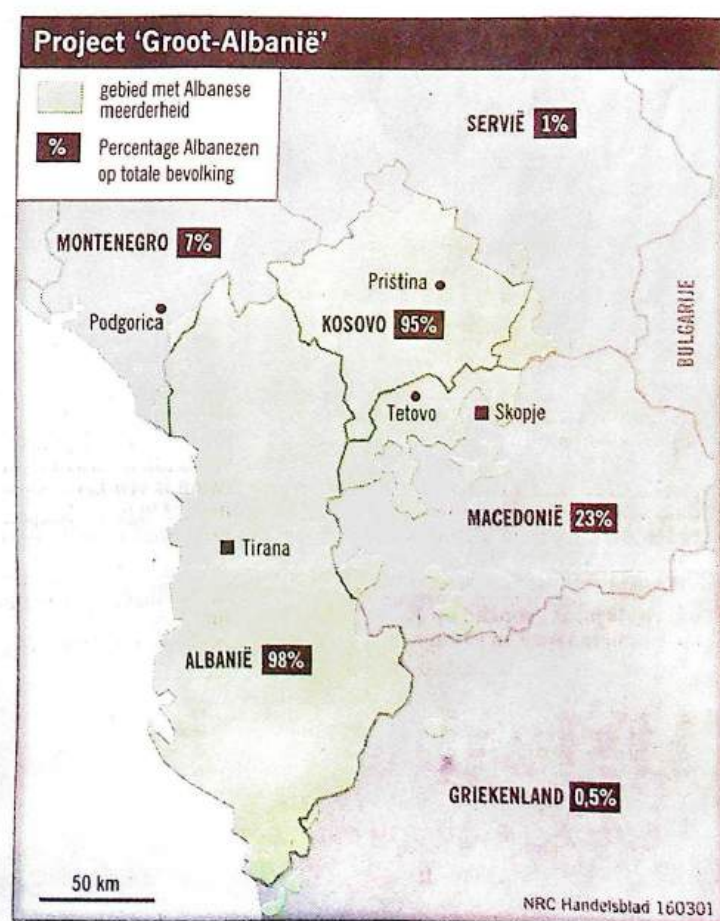 Project 'Groot-Albanië'
gebied met Albanese
meerderheid
%
Percentage Albanezen
op totale bevolking
SERVIË 1%
MONTENEGRO 7%
Priština
Podgorica
KOSOVO 95%
BULGARIJE
Tetovo
Skopje
MACEDONIË 23%
Tirana
ALBANIË 98%
GRIEKENLAND 0,5%
50 km
NRC Handelsblad 160301